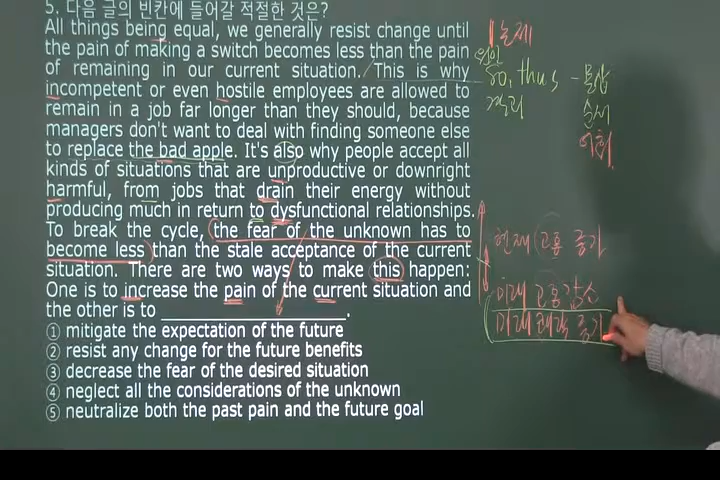 5. 다음 글의 빈칸에 들어갈 적절한 것은?
All things being equal, we generally resist change until
the pain of making a switch becomes less than the pain
of remaining in our current situation. This is why
incompetent or even hostile employees are allowed to
remain in a job far longer than they should, because
managers don't want to deal with finding someone else
to replace the bad apple. It's also why people accept all
kinds of situations that are unproductive or downright
harmful, from jobs that drain their energy without
producing much in return to dysfunctional relationships.
To break the cycle, the fear of the unknown has to
become less than the stale acceptance of the current
situation. There are two ways to make this happen:
One is to increase the pain of the current situation and
the other is to
① mitigate the expectation of the future
② resist any change for the future benefits
③ decrease the fear of the desired situation
④ neglect all the considerations of the unknown
⑤ neutralize both the past pain and the future goal
so, thus -
순서
어휘
현재 고통 증가
미래 고통 감소
미래 쾌락 증가